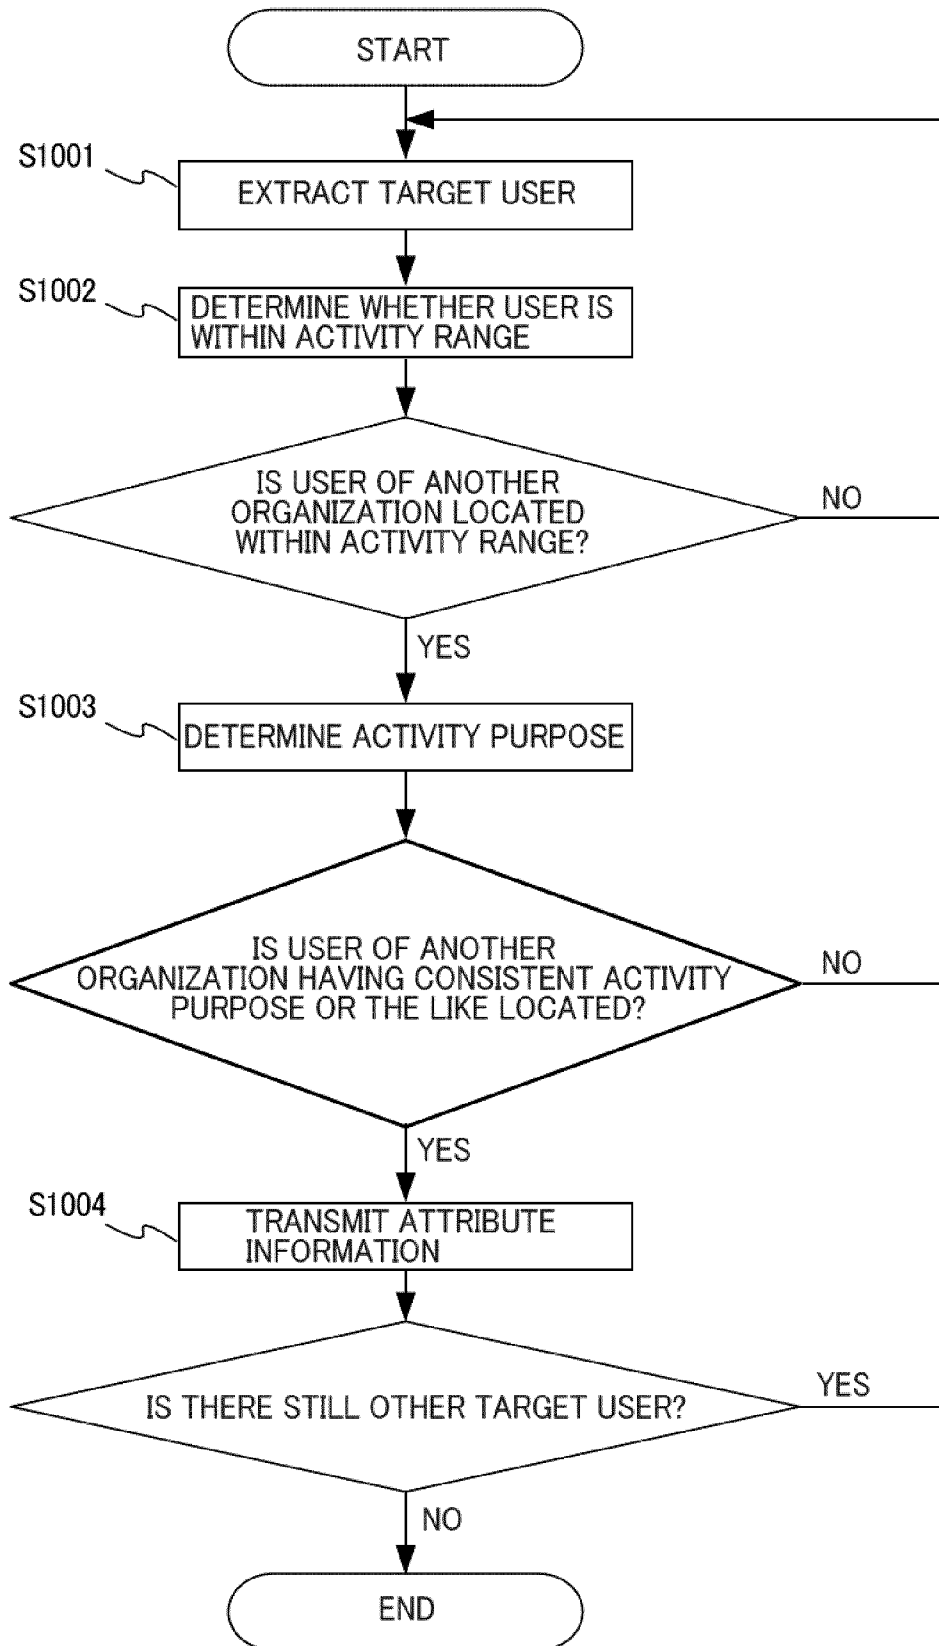 START
S1001
EXTRACT TARGET USER
S1002
DETERMINE WHETHER USER IS
WITHIN ACTIVITY RANGE
IS USER OF ANOTHER
ORGANIZATION LOCATED
WITHIN ACTIVITY RANGE?
NO
YES
S1003
DETERMINE ACTIVITY PURPOSE
IS USER OF ANOTHER
ORGANIZATION HAVING CONSISTENT ACTIVITY
PURPOSE OR THE LIKE LOCATED?
NO
YES
S1004
TRANSMIT ATTRIBUTE
INFORMATION
IS THERE STILL OTHER TARGET USER?
YES
NO
END